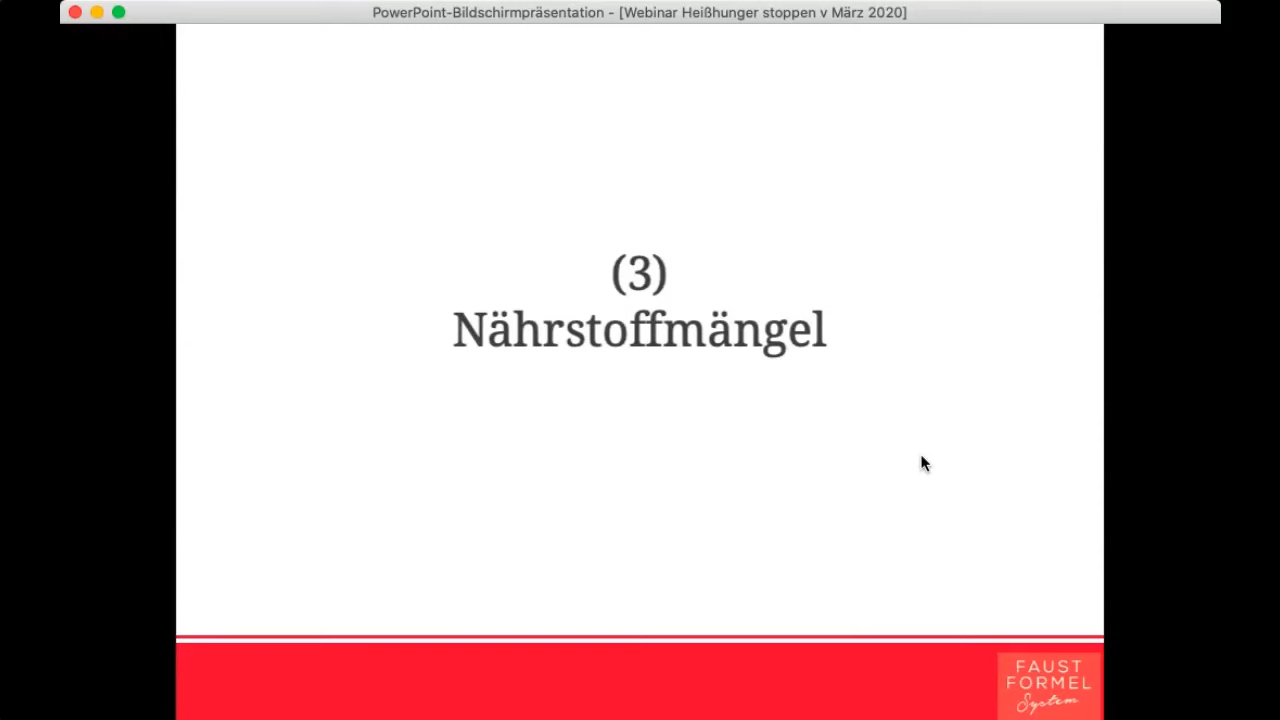 PowerPoint-Bildschirmpräsentation - [Webinar Heißhunger stoppen v März 2020]
(3)
Nährstoffmängel
FAUST
FORMEL
System